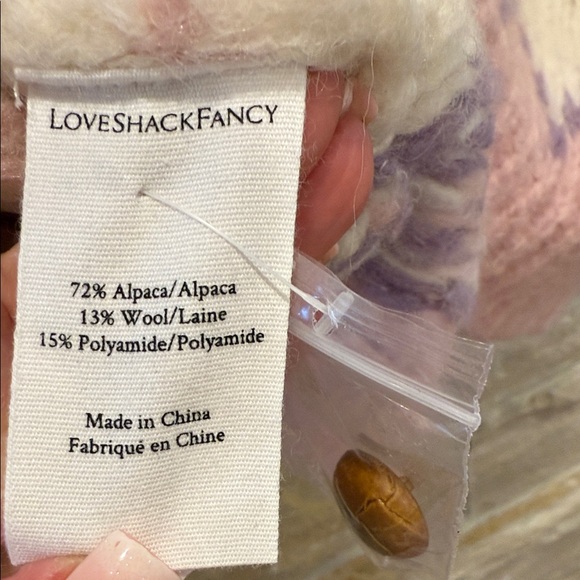 LOVESHACKFANCY
72% Alpaca/Alpaca
13% Wool/Laine
15% Polyamide/Polyamide
Made in China
Fabriqué en Chine